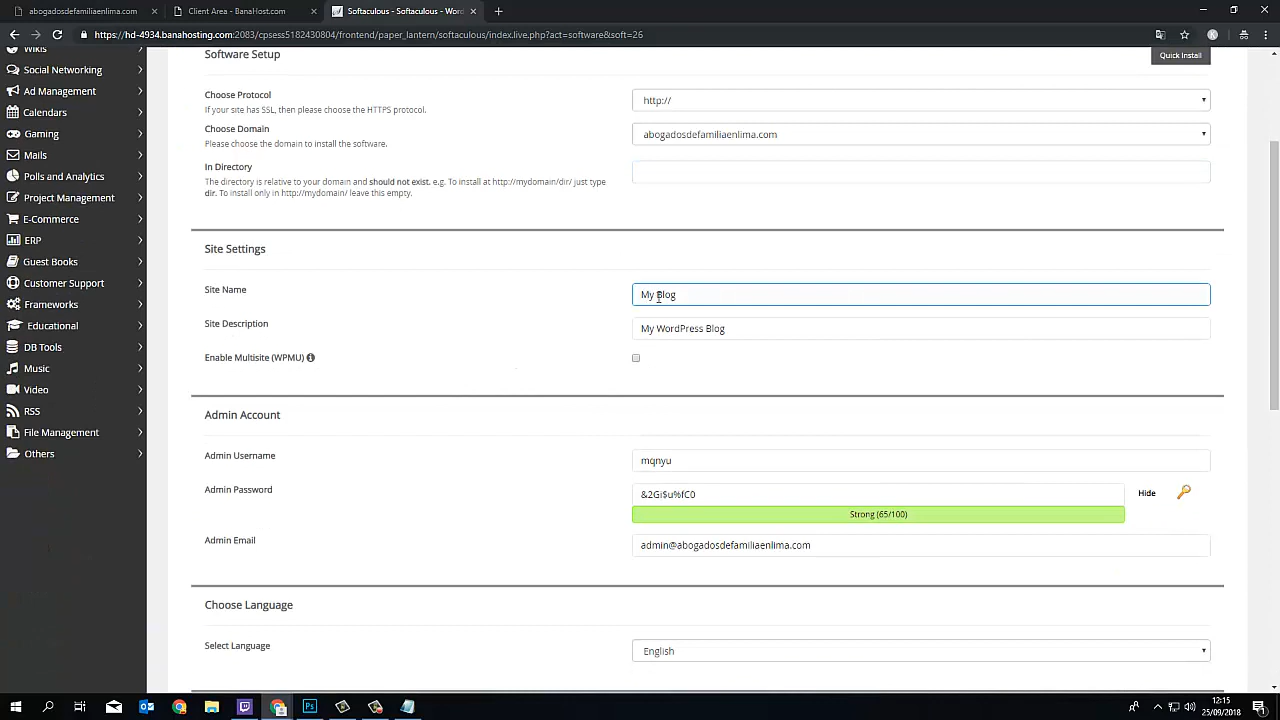 abogadosdefamiliaenlima.com
Client Area - BanaHosting.com
Softaculous - Softaculous - Wor
https://hd-4934.banahosting.com:2083/cpsess5182430804/frontend/paper_lantern/softaculous/index.live.php?act=software&soft=26
Wikis
Social Networking
Ad Management
Calendars
Gaming
Mails
Polls and Analytics
Project Management
E-Commerce
ERP
Guest Books
Customer Support
Frameworks
Educational
DB Tools
Music
Video
RSS
File Management
Others
Software Setup
Quick Install
Choose Protocol
If your site has SSL, then please choose the HTTPS protocol.
http://
Choose Domain
Please choose the domain to install the software.
abogadosdefamiliaenlima.com
In Directory
The directory is relative to your domain and should not exist. e.g. To install at http://mydomain/dir/ just type
dir. To install only in http://mydomain/ leave this empty.
Site Settings
Site Name
My Blog
Site Description
My WordPress Blog
Enable Multisite (WPMU)
Admin Account
Admin Username
mqnyu
Admin Password
&2Gi$u%fC0
Hide
Strong (65/100)
Admin Email
admin@abogadosdefamiliaenlima.com
Choose Language
Select Language
English
12:15
25/09/2018